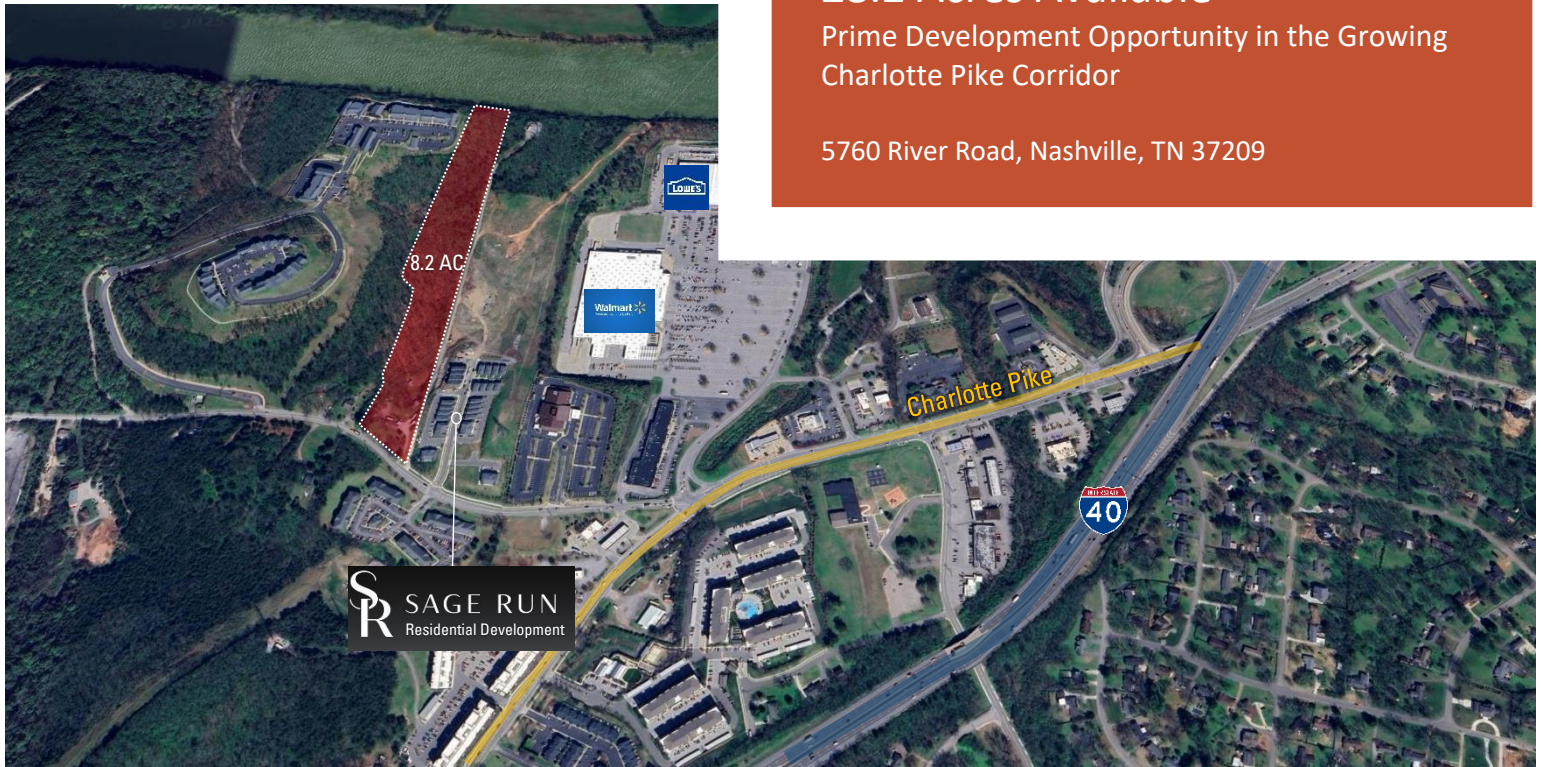 Prime Development Opportunity in the Growing
Charlotte Pike Corridor
5760 River Road, Nashville, TN 37209
LOWE'S
8.2 AC
Walmart
Charlotte Pike
INTERSTATE
40
SR
SAGE RUN
Residential Development